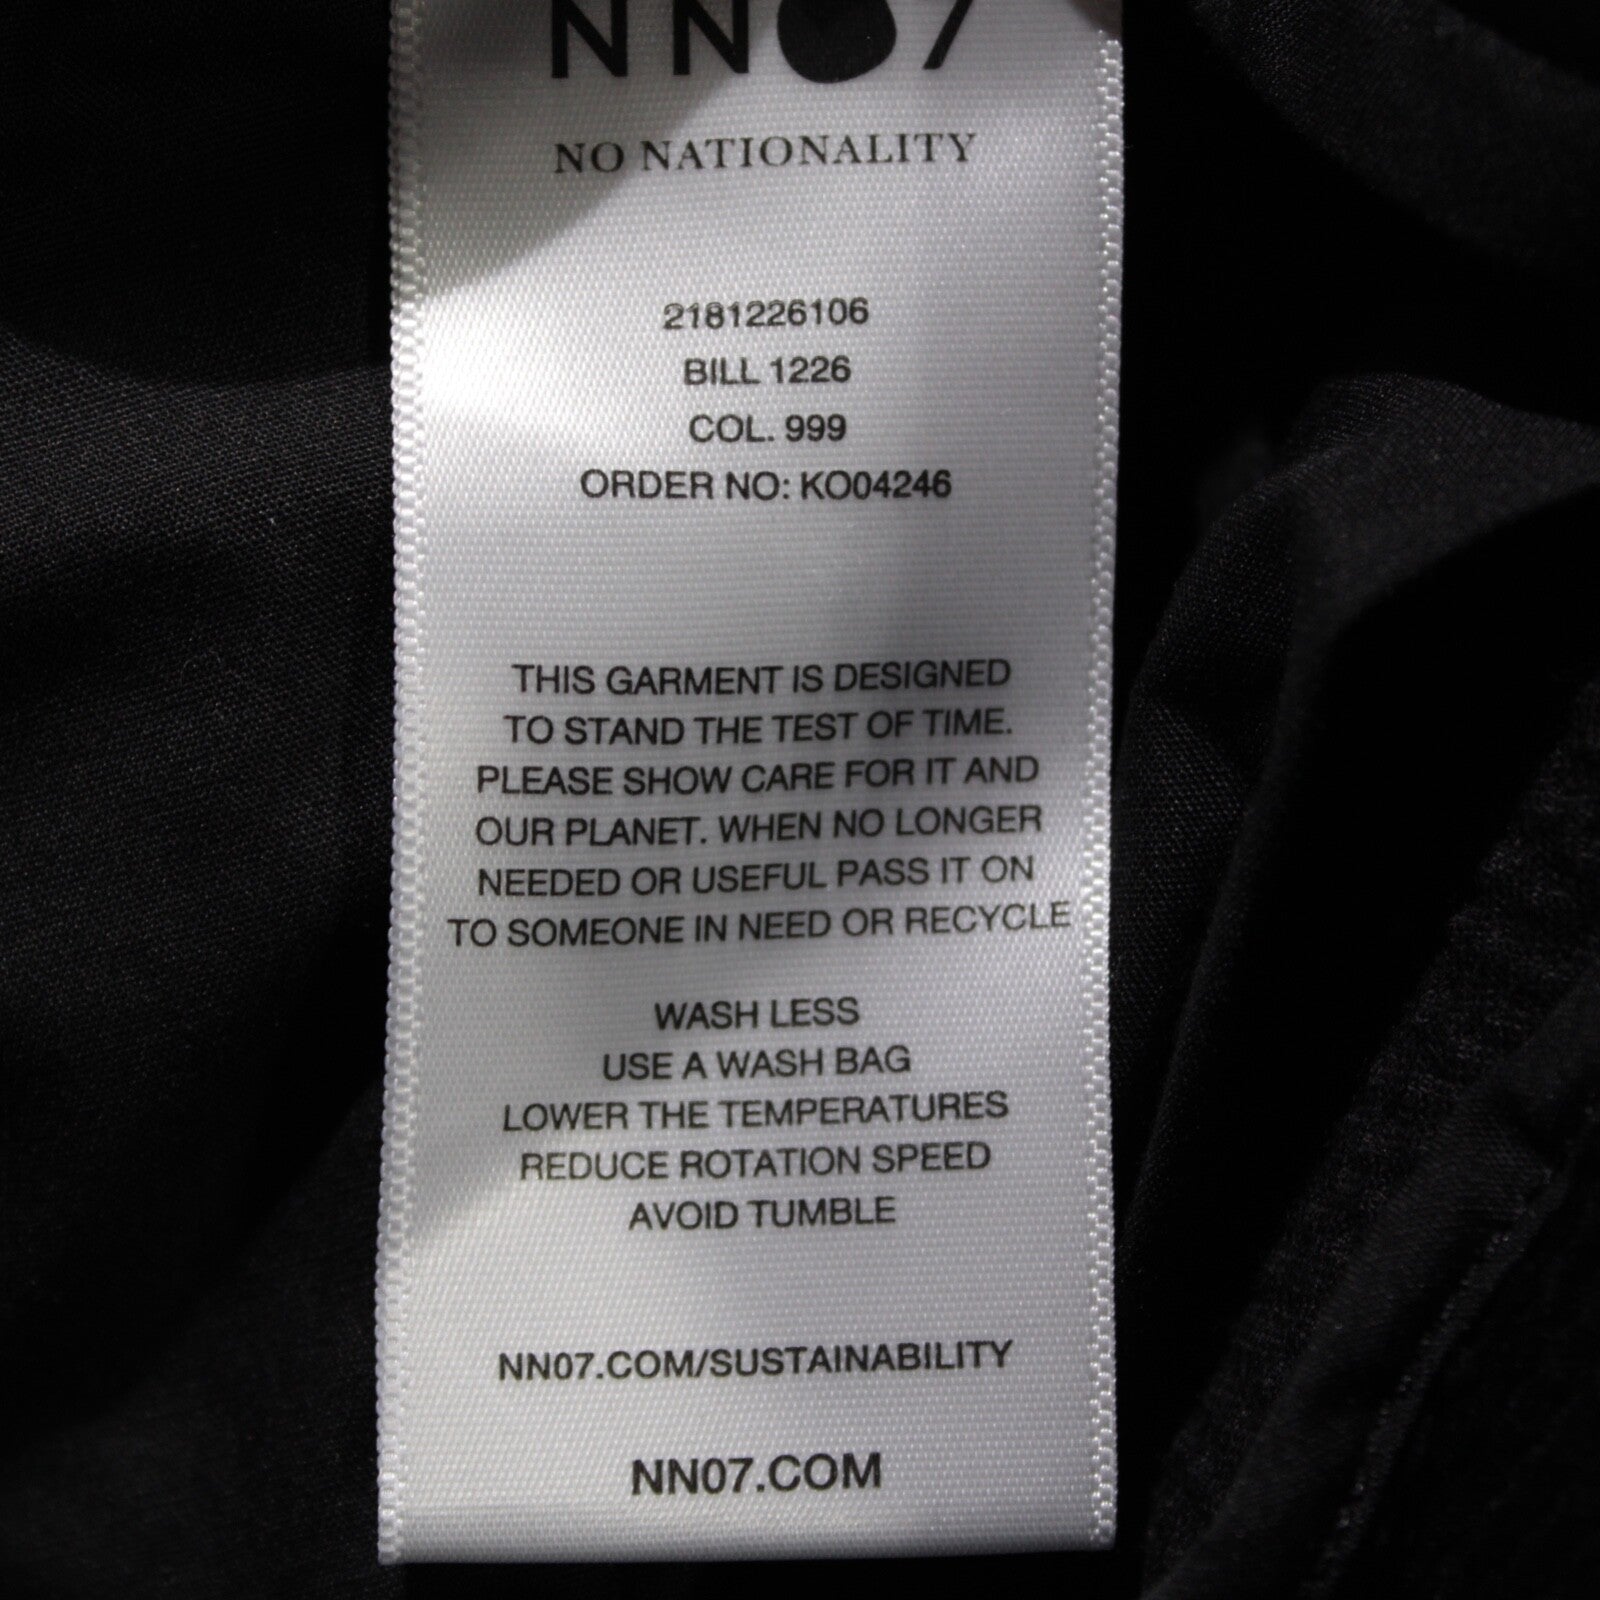 NN07
NO NATIONALITY
2181226106
BILL 1226
COL. 999
ORDER NO: KO04246
THIS GARMENT IS DESIGNED
TO STAND THE TEST OF TIME.
PLEASE SHOW CARE FOR IT AND
OUR PLANET. WHEN NO LONGER
NEEDED OR USEFUL PASS IT ON
TO SOMEONE IN NEED OR RECYCLE
WASH LESS
USE A WASH BAG
LOWER THE TEMPERATURES
REDUCE ROTATION SPEED
AVOID TUMBLE
NN07.COM/SUSTAINABILITY
NN07.COM